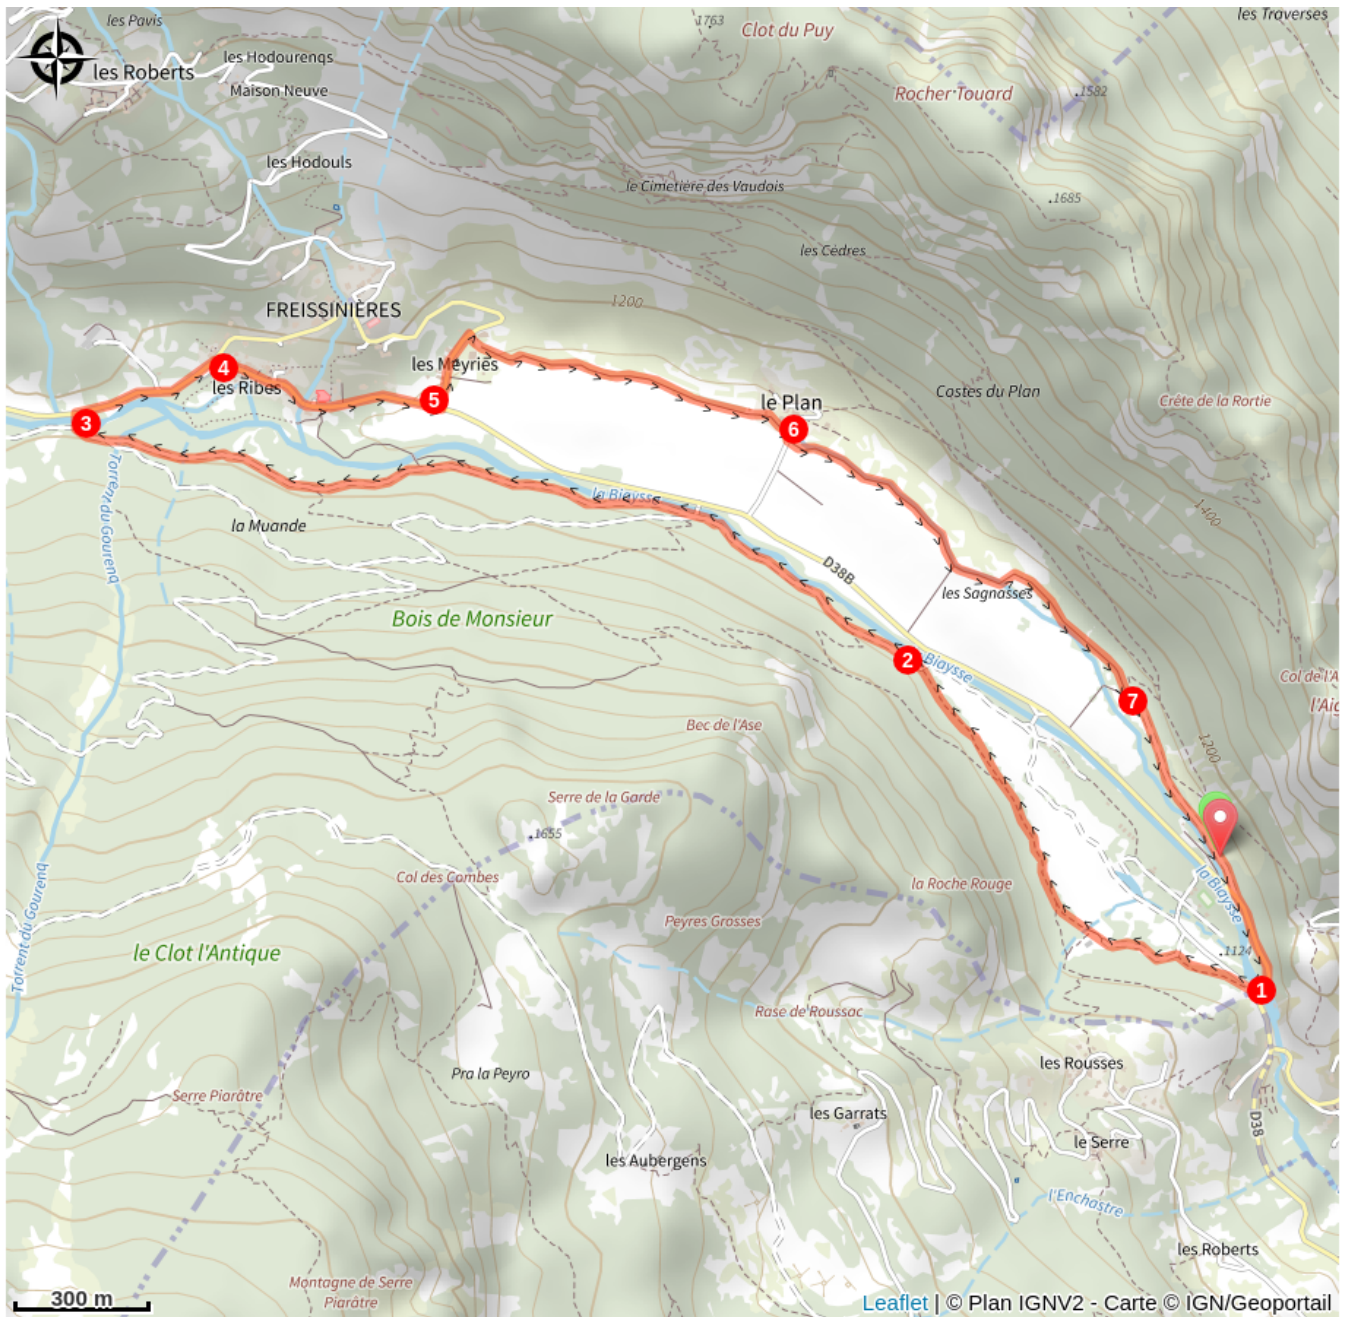 les Pavis
1763
Clot du Puy
les Traverses
les Hodourenqs
les Roberts
Maison Neuve
Rocher Touard
.1582
les Hodouls
le Cimetière des Vaudois
.1685
les Cèdres
1200
FREISSINIÈRES
4
les Meyriès
les Ribes
Costes du Plan
le Plan
Crête de la Rortie
5
3
6
Torrent du Gourenq
la Biaysse
1400
la Muande
D38B
les Sagnasses
Bois de Monsieur
2
Biaysse
7
Bec de l'Ase
1200
Serre de la Garde
.1655
Col des Combes
la Roche Rouge
la Biaysse
Peyres Grosses
Torrent du Gourenq
le Clot l'Antique
.1124
1
Rase de Roussac
les Rousses
Pra la Peyro
Serre Piarâtre
les Garrats
D38
le Serre
les Aubergens
l'Enchastre
les Roberts
Montagne de Serre
Piarâtre
300 m
Leaflet | © Plan IGNV2 - Carte © IGN/Geoportail